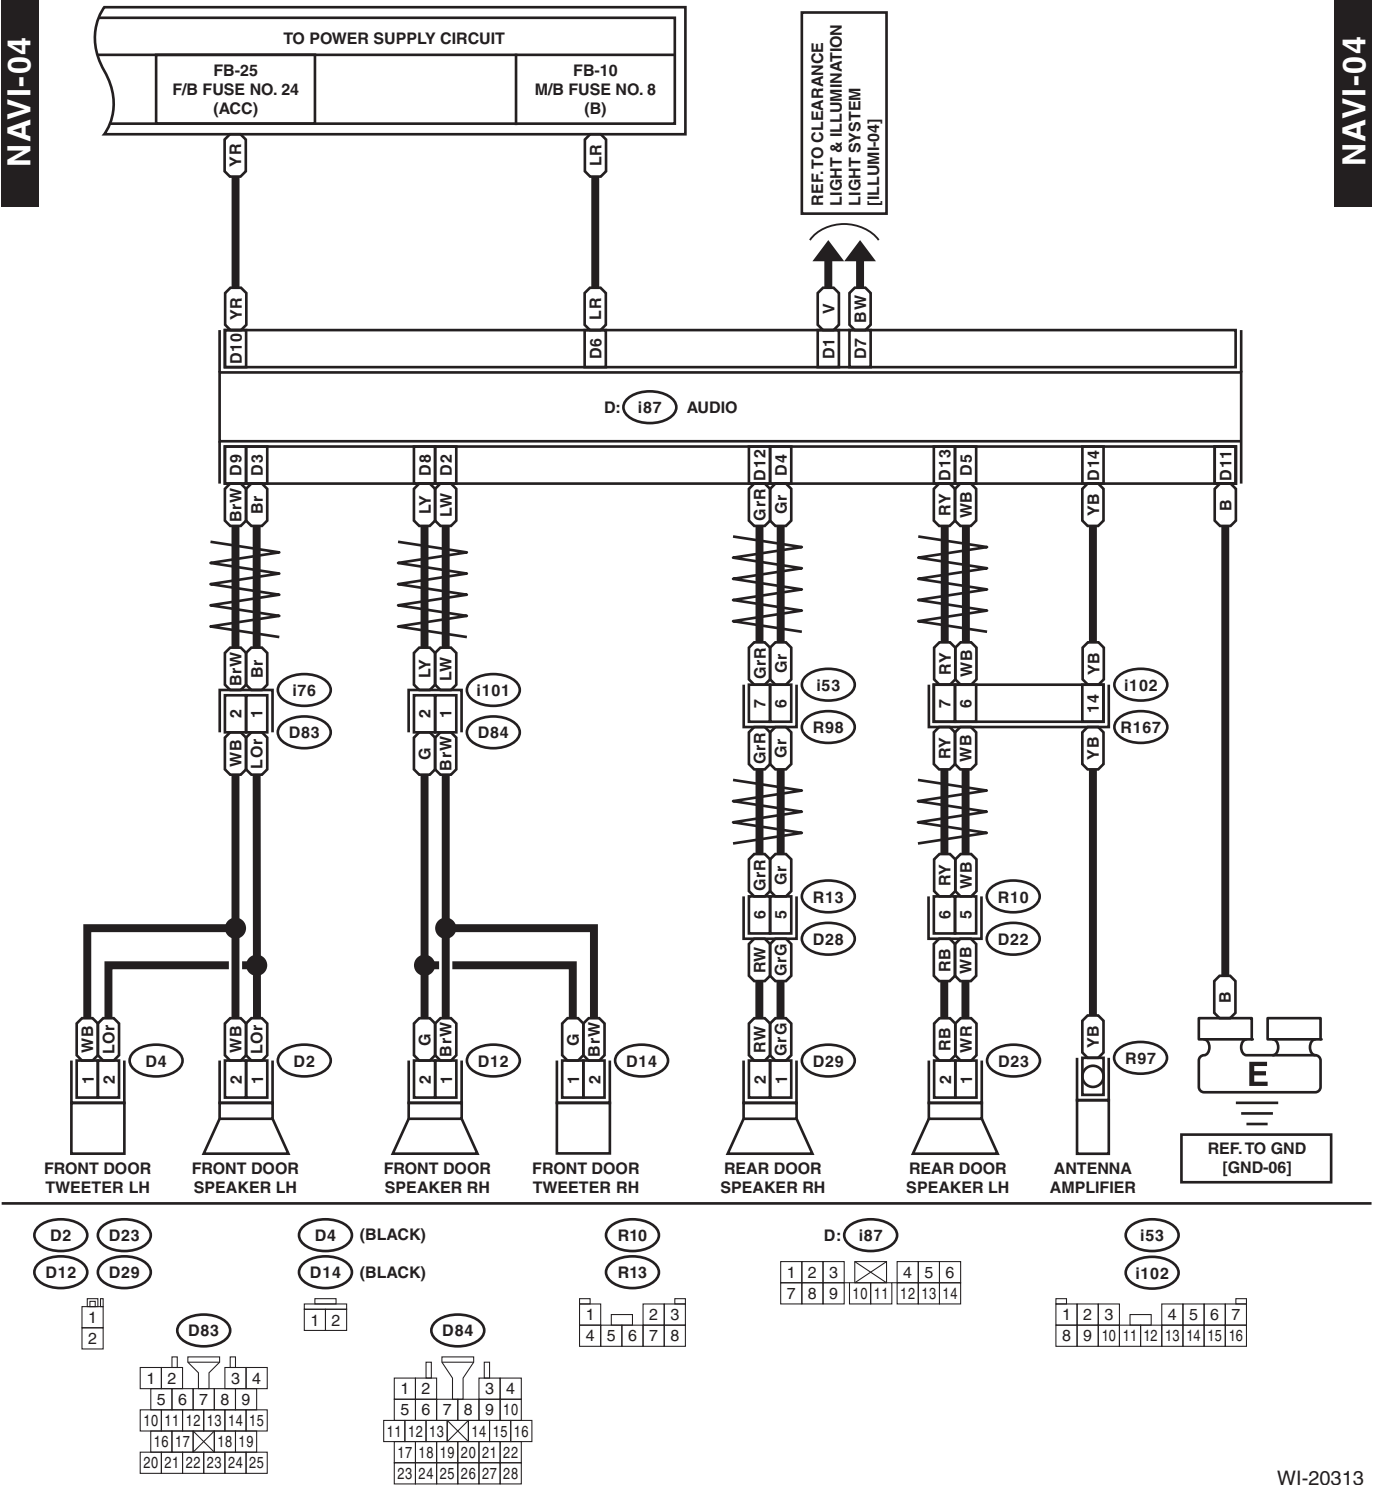 NAVI-04
NAVI-04
TO POWER SUPPLY CIRCUIT
FB-25
F/B FUSE NO. 24
(ACC)
FB-10
M/B FUSE NO. 8
(B)
REF. TO CLEARANCE
LIGHT & ILLUMINATION
LIGHT SYSTEM
[ILLUMI-04]
YR LR
YR LR V BW
D10 D6 D1 D7
D: i87 AUDIO
D9 D3 D8 D2 D12 D4 D13 D5 D14 D11
BrW Br LY LW GrR Gr RY WB YB B
BrW Br LY LW GrR Gr RY WB YB
i76 i101 i53 i102
2 1 2 1 7 6 7 6 14
D83 D84 R98 R167
WB LOr G BrW GrR Gr RY WB YB
GrR Gr RY WB
6 5 R13 6 5 R10
D28 D22
RW GrG RB WB
B
WB LOr WB LOr G BrW G BrW RW GrG RB WR YB
1 2 D4 2 1 D2 2 1 D12 1 2 D14 2 1 D29 2 1 D23 R97
E
FRONT DOOR
TWEETER LH
FRONT DOOR
SPEAKER LH
FRONT DOOR
SPEAKER RH
FRONT DOOR
TWEETER RH
REAR DOOR
SPEAKER RH
REAR DOOR
SPEAKER LH
ANTENNA
AMPLIFIER
REF. TO GND
[GND-06]
D2 D23
D12 D29
1
2
D4 (BLACK)
D14 (BLACK)
1 2
R10
R13
1 2 3
4 5 6 7 8
D: i87
1 2 3 4 5 6
7 8 9 10 11 12 13 14
i53
i102
1 2 3 4 5 6 7
8 9 10 11 12 13 14 15 16
D83
1 2 3 4
5 6 7 8 9
10 11 12 13 14 15
16 17 18 19
20 21 22 23 24 25
D84
1 2 3 4
5 6 7 8 9 10
11 12 13 14 15 16
17 18 19 20 21 22
23 24 25 26 27 28
WI-20313